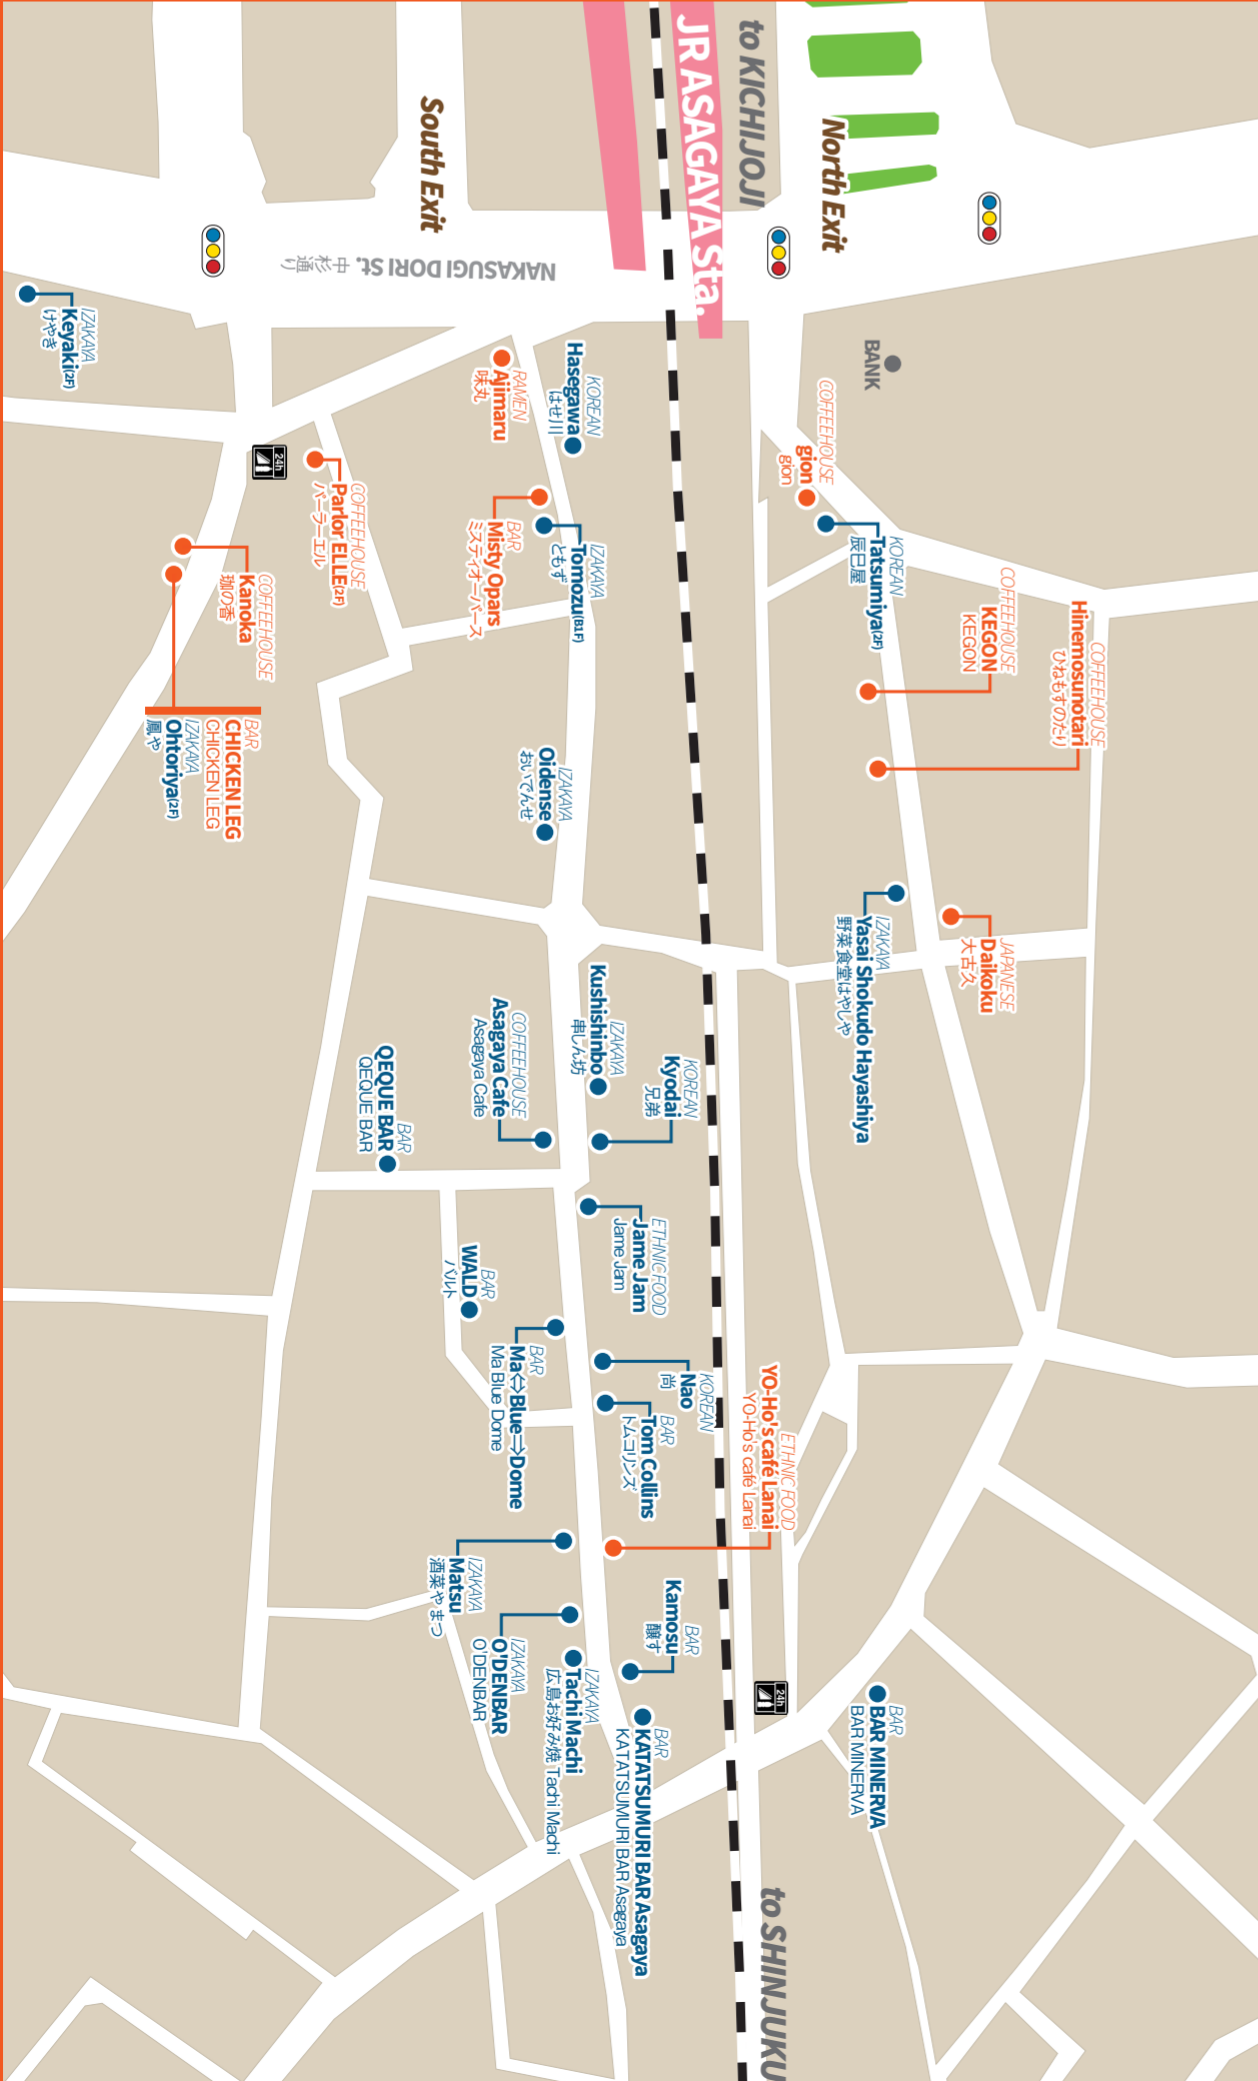 to KICHIJOJI
JR ASAGAYA Sta.
North Exit
South Exit
NAKASUGI DORI St. 中杉通り
BANK
COFFEEHOUSE
gion
gion
KOREAN
Tatsumiya(2F)
辰巳屋
COFFEEHOUSE
KEGON
KEGON
COFFEEHOUSE
Hinemosunotari
ひねもすのたり
JAPANESE
Daikoku
大古久
IZAKAYA
Yasai Shokudo Hayashiya
野菜食堂はやしや
KOREAN
Hasegawa
はせ川
RAMEN
Ajimaru
味丸
IZAKAYA
Tomozu(B1F)
ともず
BAR
Misty Opars
ミスティオーパース
COFFEEHOUSE
Parlor ELLE(2F)
パーラーエル
24h
IZAKAYA
Keyaki(2F)
けやき
COFFEEHOUSE
Kanoka
珈の香
BAR
CHICKEN LEG
CHICKEN LEG
IZAKAYA
Ohtoriya(2F)
鳳や
IZAKAYA
Oidense
おいでんせ
IZAKAYA
Kushishinbo
串しん坊
KOREAN
Kyodai
兄弟
COFFEEHOUSE
Asagaya Cafe
Asagaya Cafe
BAR
QEQUE BAR
QEQUE BAR
ETHNIC FOOD
Jame Jam
Jame Jam
BAR
WALD
バルト
BAR
Ma⇔Blue⇒Dome
Ma Blue Dome
KOREAN
Nao
尚
BAR
Tom Collins
トムコリンズ
ETHNIC FOOD
YO-Ho's café Lanai
YO-Ho's café Lanai
IZAKAYA
Matsu
酒菜や まつ
BAR
Kamosu
醸す
IZAKAYA
O'DENBAR
O'DENBAR
IZAKAYA
Tachi Machi
広島お好み焼 Tachi Machi
BAR
KATATSUMURI BAR Asagaya
KATATSUMURI BAR Asagaya
24h
BAR
BAR MINERVA
BAR MINERVA
to SHINJUKU